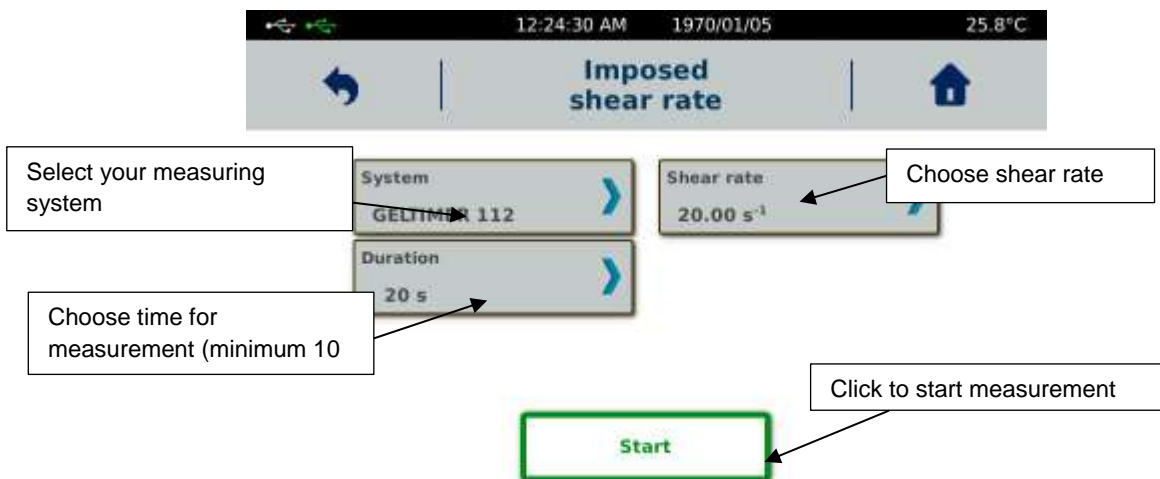 12:24:30 AM 1970/01/05 25.8°C
Imposed
shear rate
Select your measuring
system
System
GELTIMER 112
Shear rate
20.00 s⁻¹
Choose shear rate
Duration
20 s
Choose time for
measurement (minimum 10
Click to start measurement
Start